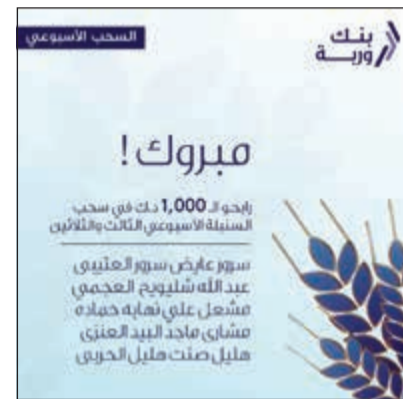 السحب الأسبوعي
بنك
وربة
مبروك!
رابحو الـ 1,000 د.ك في سحب
السنبلة الأسبوعي الثالث والثلاثين
سرور عايض سرور العتيبي
عبد الله شليويح العجمي
مشعل علي نهابه حماده
مشاري ماجد البيد العنزي
هليل صنت هليل الحربي